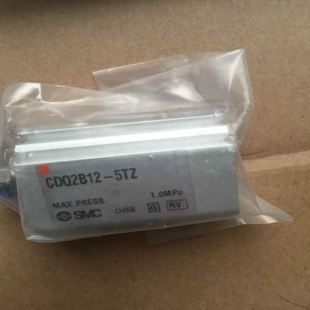 CDQ2B12-5TZ
MAX.PRESS. 1.0MPa
SMC CHINA G RV